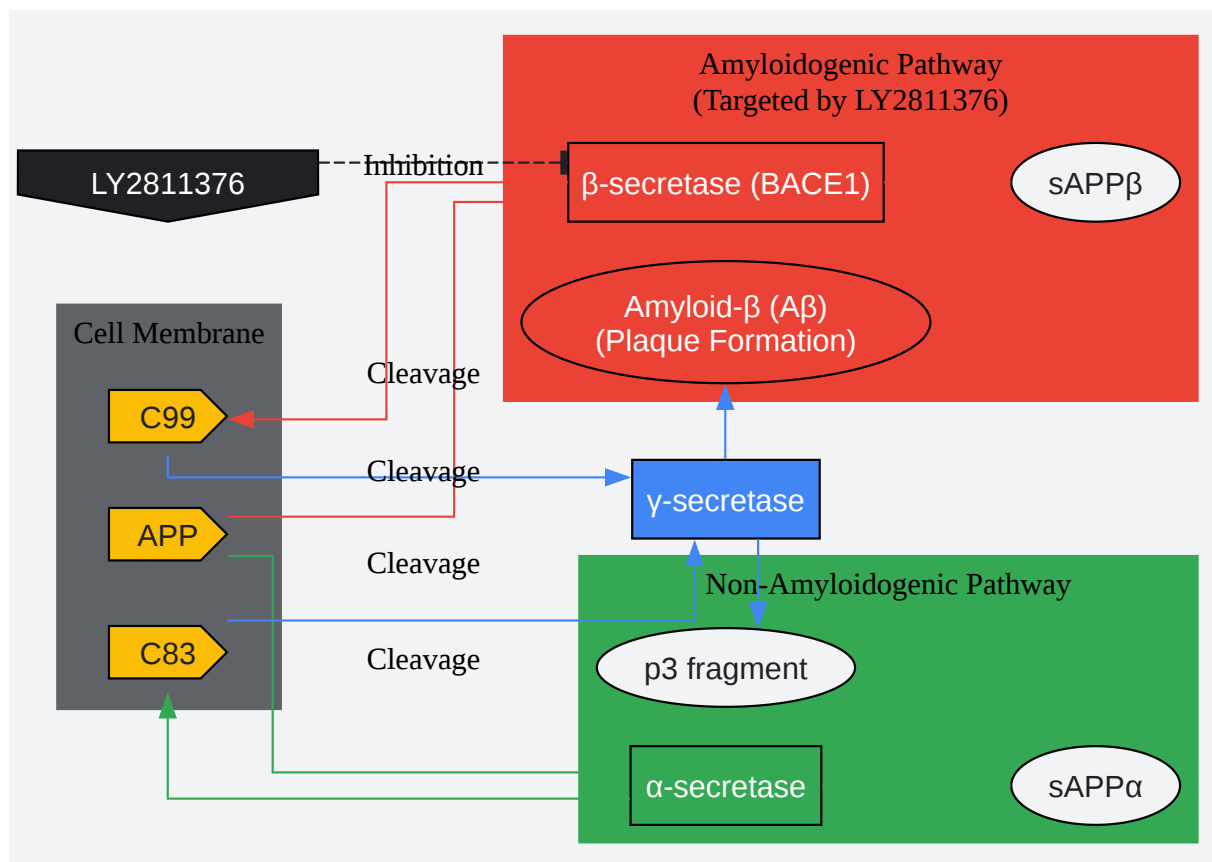 Amyloidogenic Pathway
(Targeted by LY2811376)
Inhibition
LY2811376
β-secretase (BACE1)
sAPPβ
Amyloid-β (Aβ)
(Plaque Formation)
Cell Membrane
Cleavage
C99
Cleavage
γ-secretase
APP
Cleavage
Non-Amyloidogenic Pathway
C83
Cleavage
p3 fragment
α-secretase
sAPPα